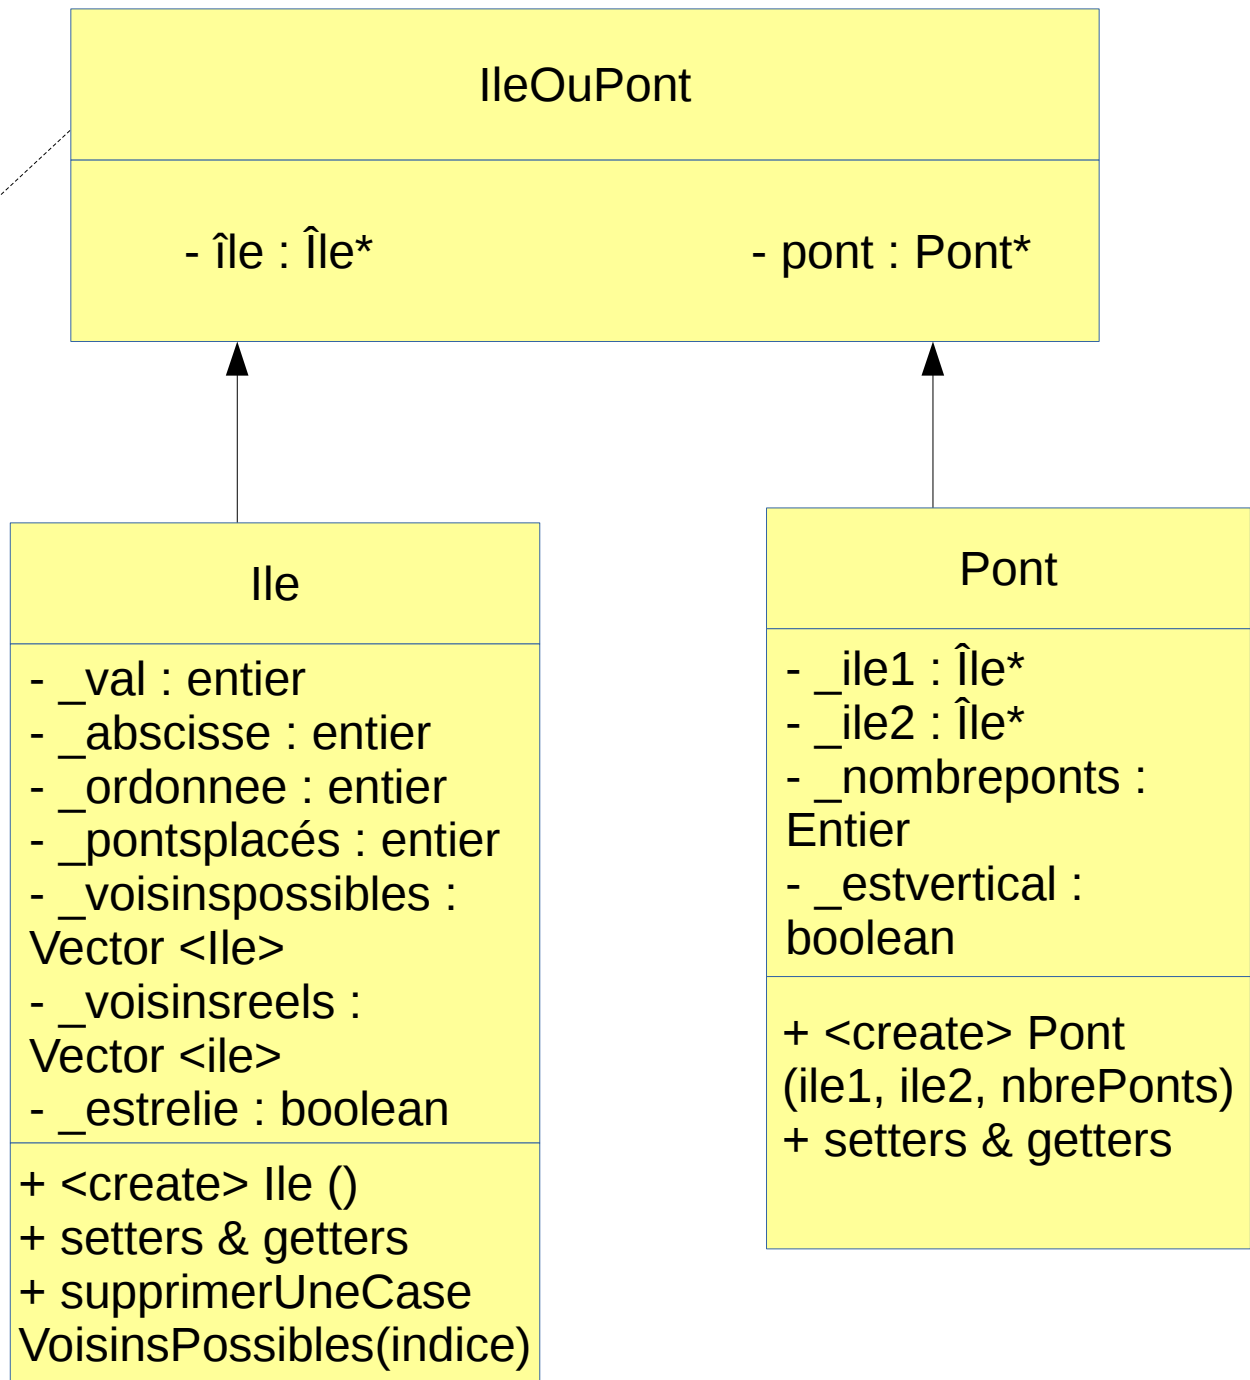 IleOuPont
- île : Île*
- pont : Pont*
Ile
- _val : entier
- _abscisse : entier
- _ordonnee : entier
- _pontsplacés : entier
- _voisinspossibles :
Vector <Ile>
- _voisinsreels :
Vector <ile>
- _estrelie : boolean
+ <create> Ile ()
+ setters & getters
+ supprimerUneCase
VoisinsPossibles(indice)
Pont
- _ile1 : Île*
- _ile2 : Île*
- _nombreponts :
Entier
- _estvertical :
boolean
+ <create> Pont
(ile1, ile2, nbrePonts)
+ setters & getters